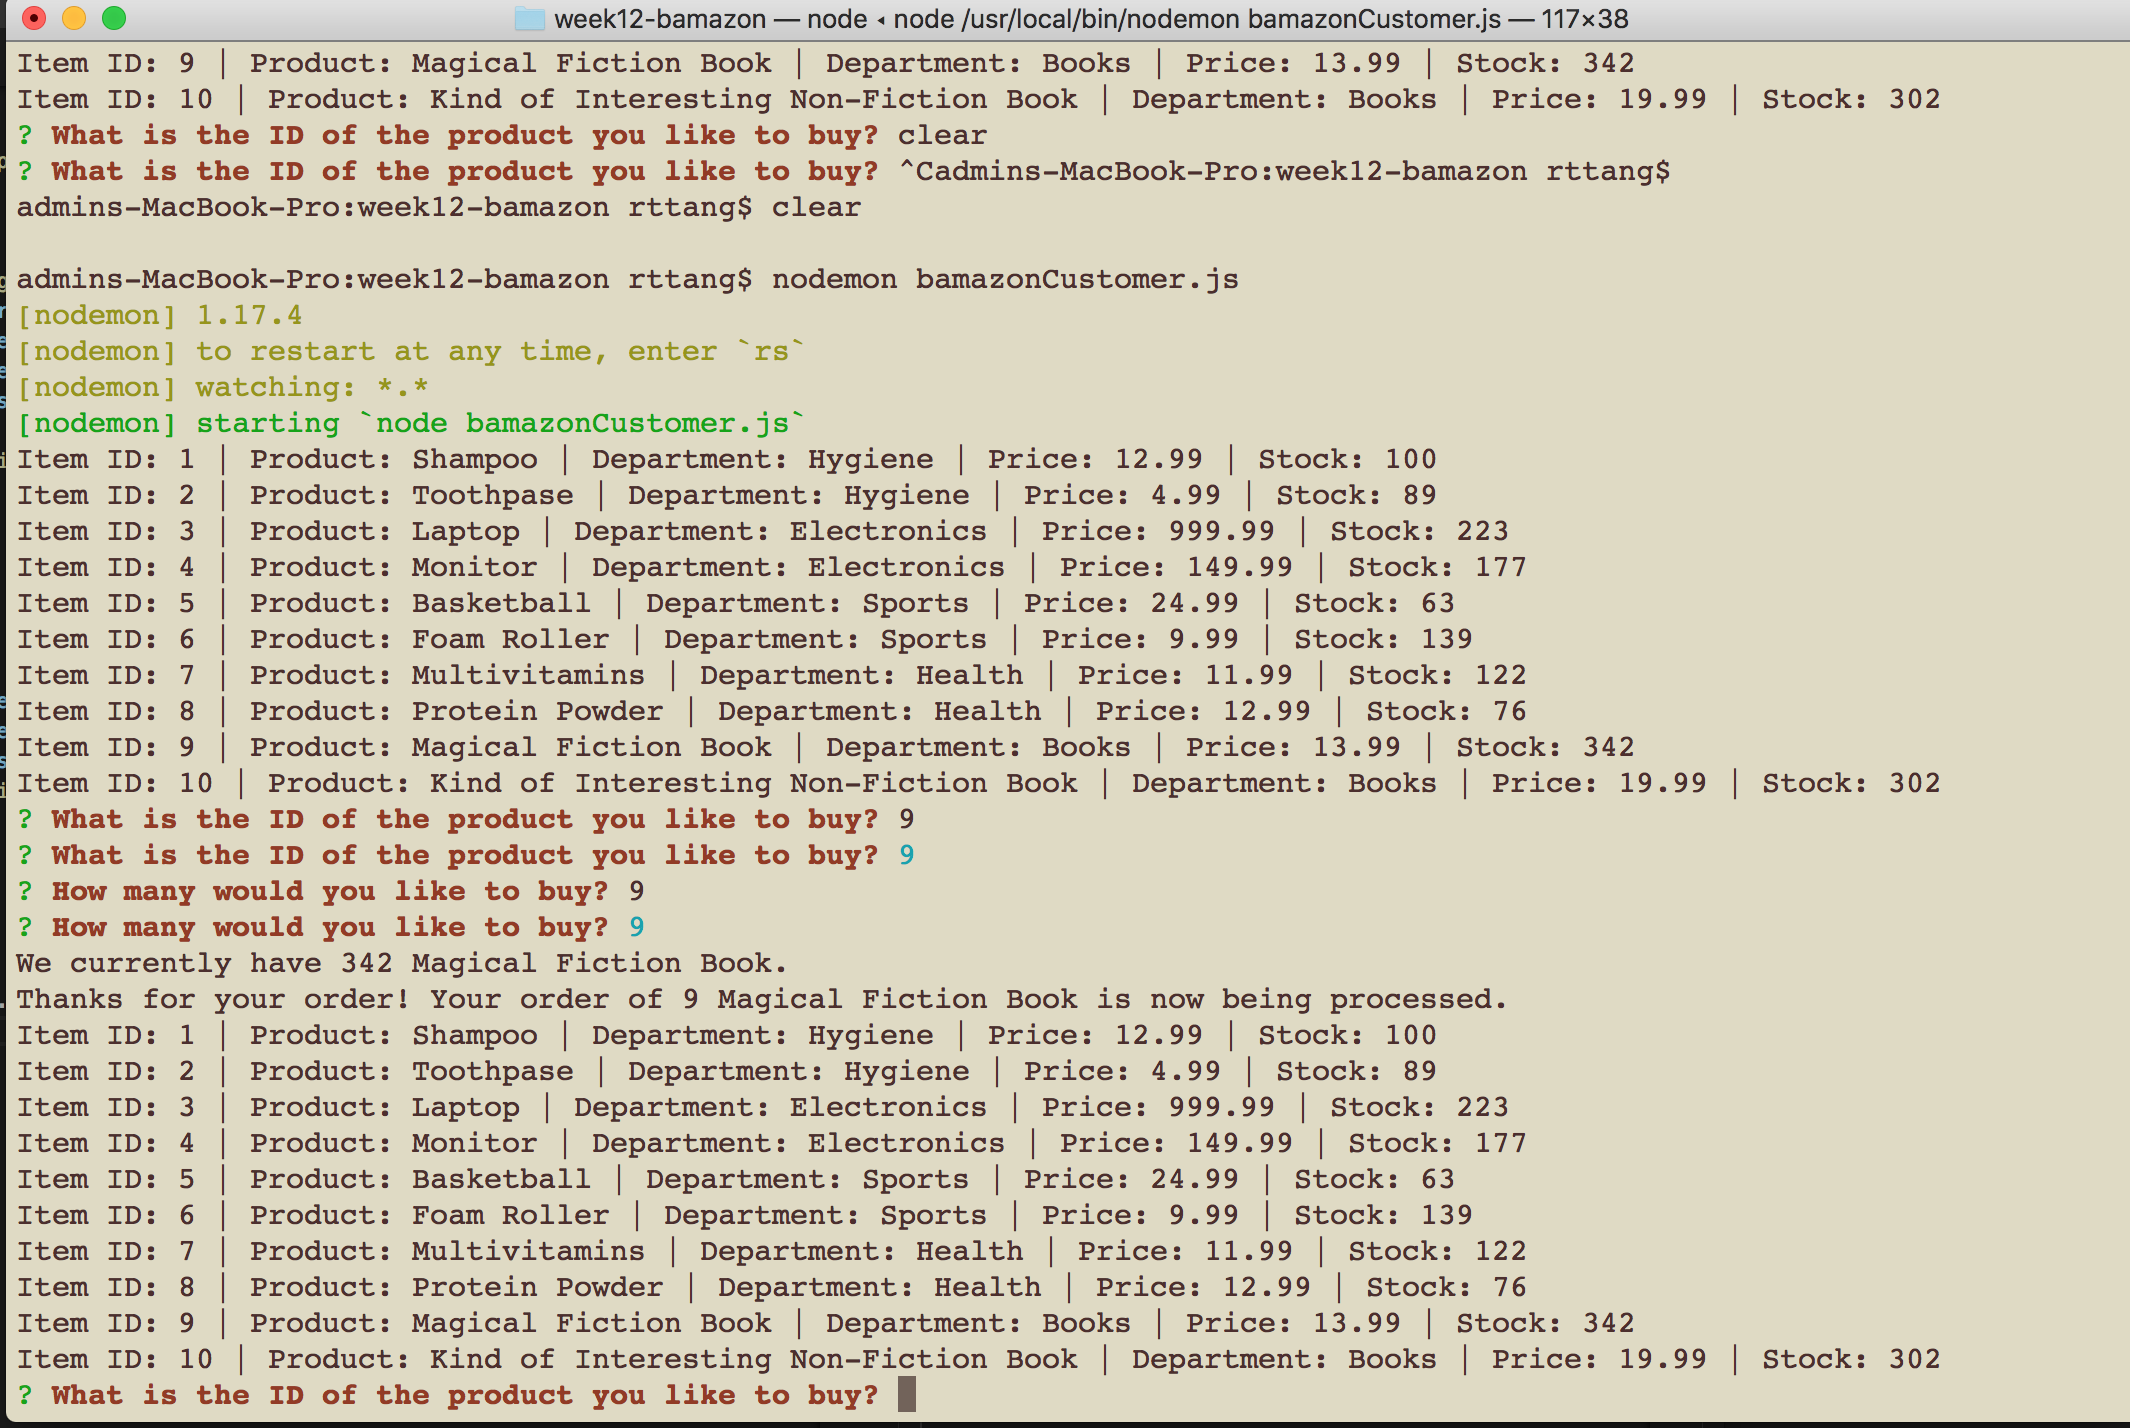 week12-bamazon — node ◂ node /usr/local/bin/nodemon bamazonCustomer.js — 117×38
Item ID: 9 | Product: Magical Fiction Book | Department: Books | Price: 13.99 | Stock: 342
Item ID: 10 | Product: Kind of Interesting Non-Fiction Book | Department: Books | Price: 19.99 | Stock: 302
? What is the ID of the product you like to buy? clear
? What is the ID of the product you like to buy? ^Cadmins-MacBook-Pro:week12-bamazon rttang$
admins-MacBook-Pro:week12-bamazon rttang$ clear
admins-MacBook-Pro:week12-bamazon rttang$ nodemon bamazonCustomer.js
[nodemon] 1.17.4
[nodemon] to restart at any time, enter `rs`
[nodemon] watching: *.*
[nodemon] starting `node bamazonCustomer.js`
Item ID: 1 | Product: Shampoo | Department: Hygiene | Price: 12.99 | Stock: 100
Item ID: 2 | Product: Toothpase | Department: Hygiene | Price: 4.99 | Stock: 89
Item ID: 3 | Product: Laptop | Department: Electronics | Price: 999.99 | Stock: 223
Item ID: 4 | Product: Monitor | Department: Electronics | Price: 149.99 | Stock: 177
Item ID: 5 | Product: Basketball | Department: Sports | Price: 24.99 | Stock: 63
Item ID: 6 | Product: Foam Roller | Department: Sports | Price: 9.99 | Stock: 139
Item ID: 7 | Product: Multivitamins | Department: Health | Price: 11.99 | Stock: 122
Item ID: 8 | Product: Protein Powder | Department: Health | Price: 12.99 | Stock: 76
Item ID: 9 | Product: Magical Fiction Book | Department: Books | Price: 13.99 | Stock: 342
Item ID: 10 | Product: Kind of Interesting Non-Fiction Book | Department: Books | Price: 19.99 | Stock: 302
? What is the ID of the product you like to buy? 9
? What is the ID of the product you like to buy? 9
? How many would you like to buy? 9
? How many would you like to buy? 9
We currently have 342 Magical Fiction Book.
Thanks for your order! Your order of 9 Magical Fiction Book is now being processed.
Item ID: 1 | Product: Shampoo | Department: Hygiene | Price: 12.99 | Stock: 100
Item ID: 2 | Product: Toothpase | Department: Hygiene | Price: 4.99 | Stock: 89
Item ID: 3 | Product: Laptop | Department: Electronics | Price: 999.99 | Stock: 223
Item ID: 4 | Product: Monitor | Department: Electronics | Price: 149.99 | Stock: 177
Item ID: 5 | Product: Basketball | Department: Sports | Price: 24.99 | Stock: 63
Item ID: 6 | Product: Foam Roller | Department: Sports | Price: 9.99 | Stock: 139
Item ID: 7 | Product: Multivitamins | Department: Health | Price: 11.99 | Stock: 122
Item ID: 8 | Product: Protein Powder | Department: Health | Price: 12.99 | Stock: 76
Item ID: 9 | Product: Magical Fiction Book | Department: Books | Price: 13.99 | Stock: 342
Item ID: 10 | Product: Kind of Interesting Non-Fiction Book | Department: Books | Price: 19.99 | Stock: 302
? What is the ID of the product you like to buy?